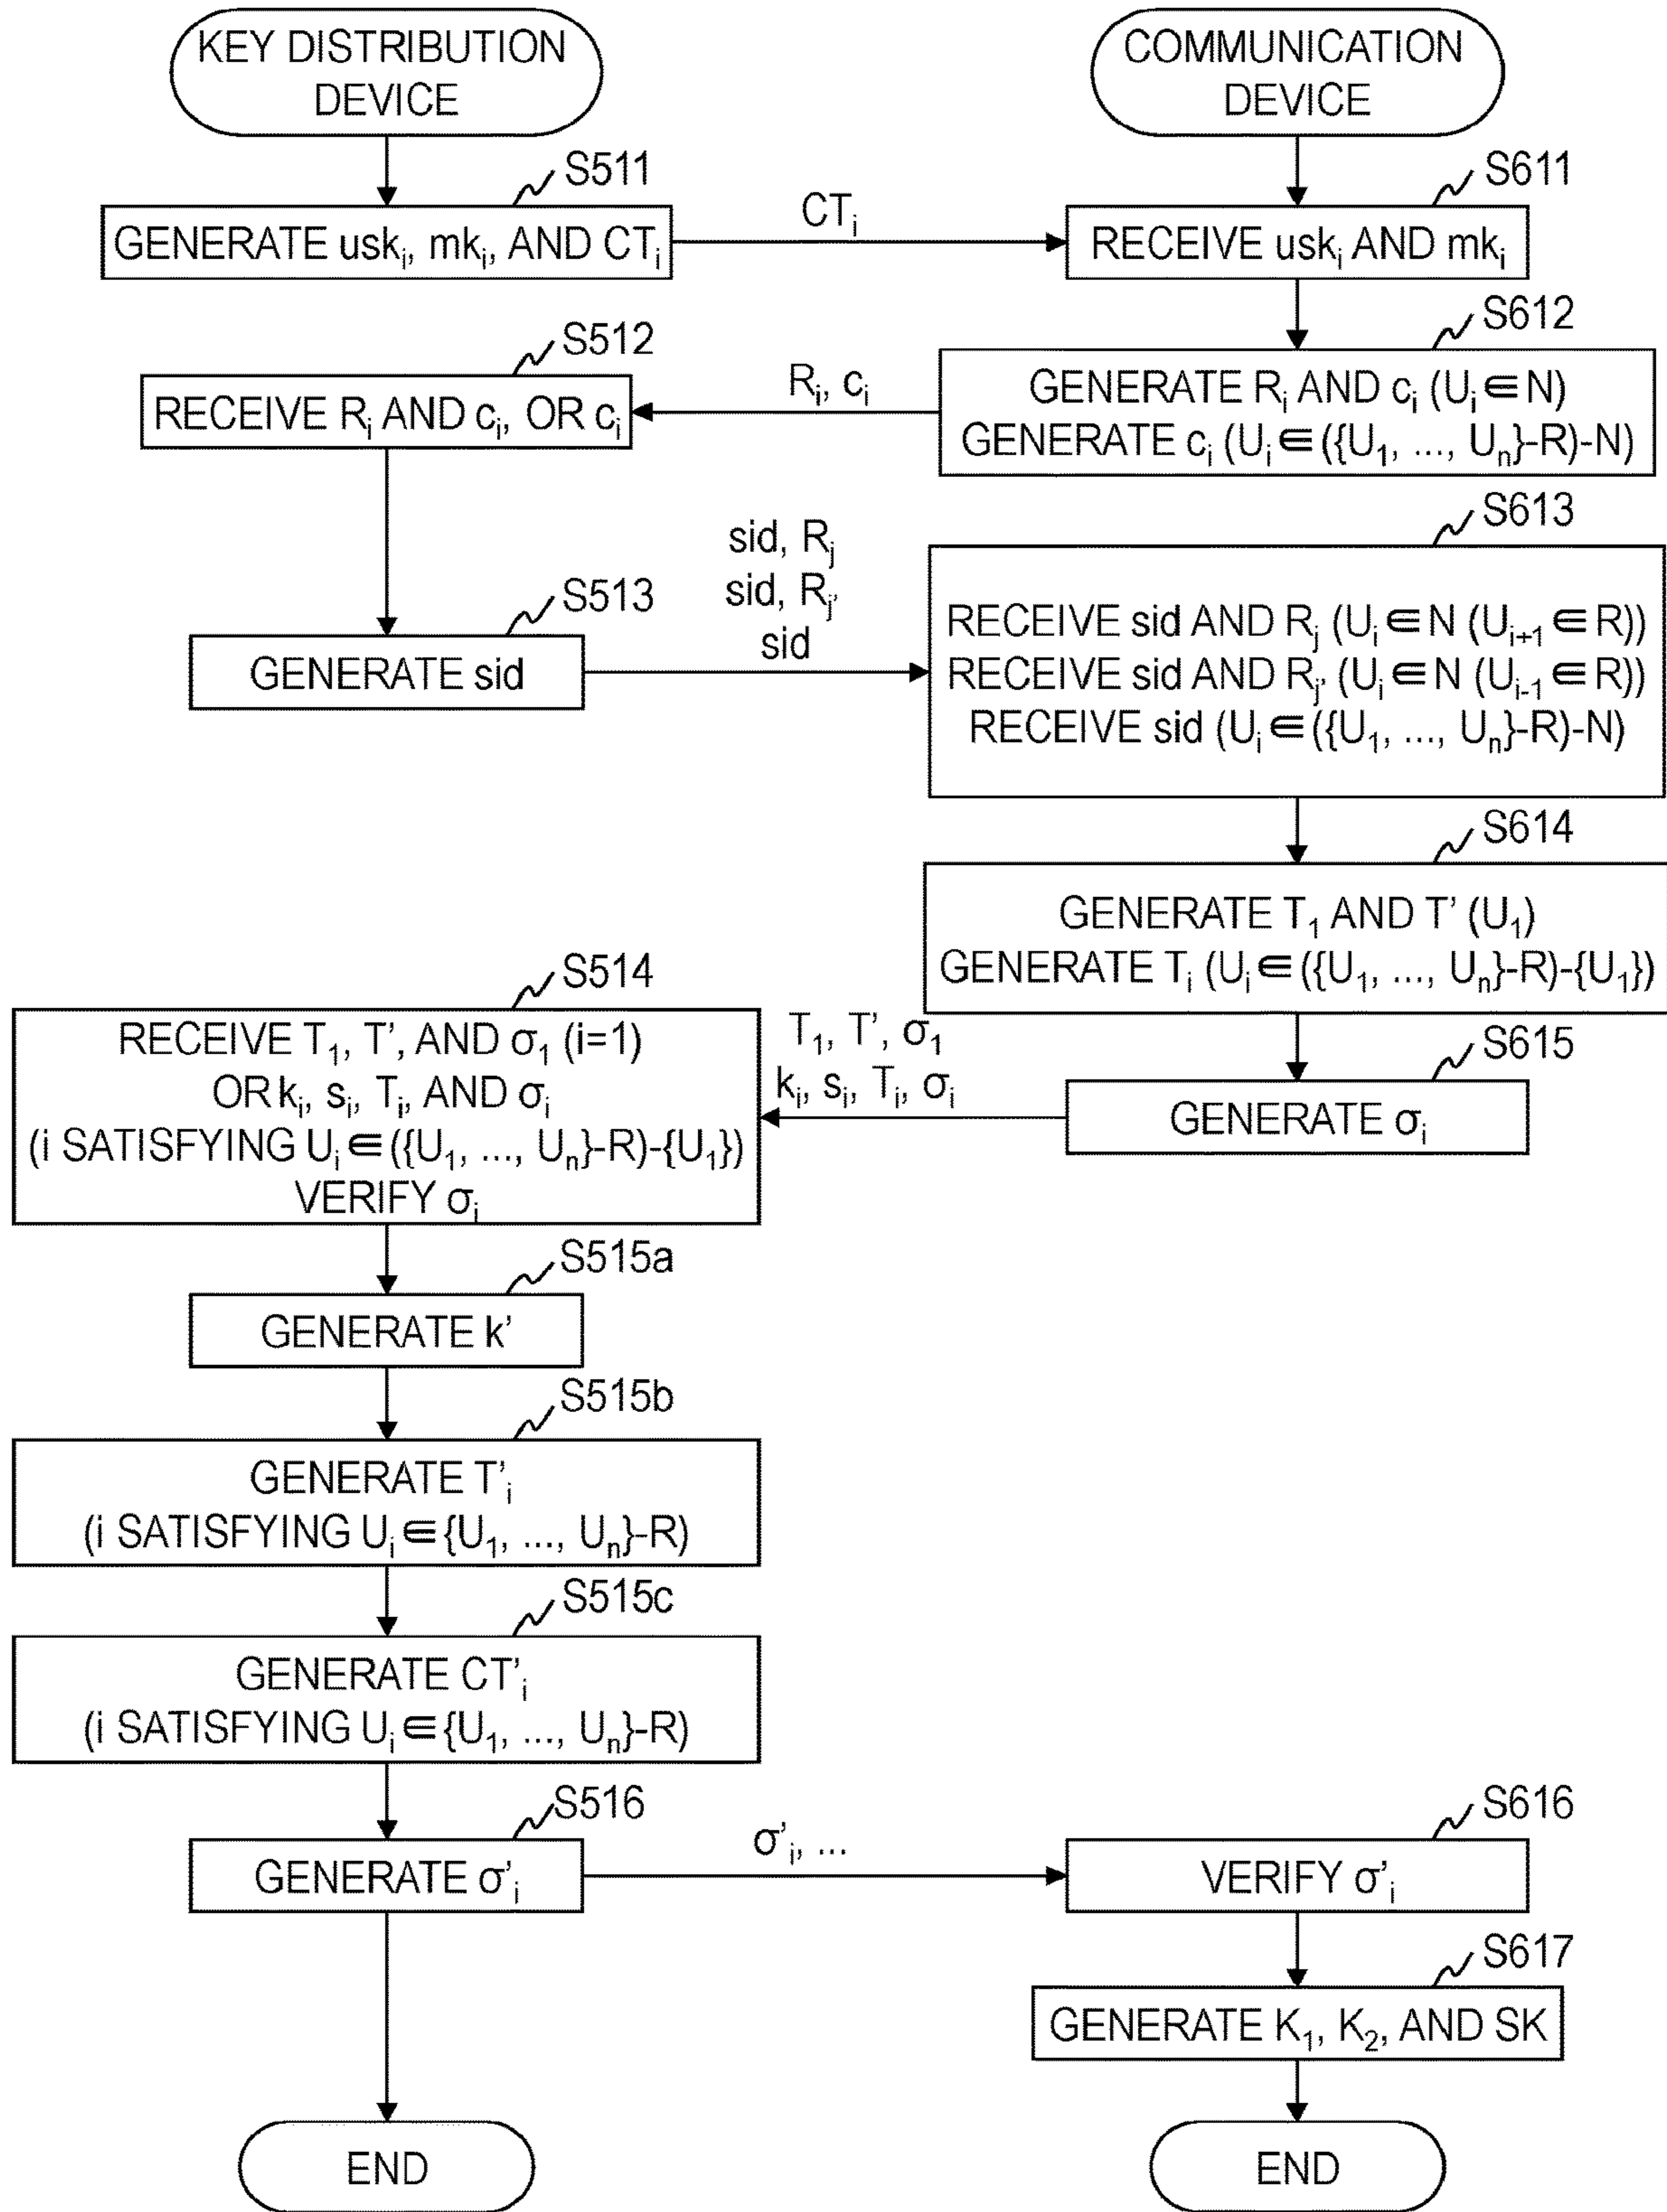 KEY DISTRIBUTION
DEVICE
COMMUNICATION
DEVICE
S511
GENERATE uskᵢ, mkᵢ, AND CTᵢ
CTᵢ
S611
RECEIVE uskᵢ AND mkᵢ
S612
GENERATE Rᵢ AND cᵢ (Uᵢ∈N)
GENERATE cᵢ (Uᵢ∈({U₁, ..., Uₙ}-R)-N)
Rᵢ, cᵢ
S512
RECEIVE Rᵢ AND cᵢ, OR cᵢ
S513
GENERATE sid
sid, Rⱼ
sid, Rⱼ'
sid
S613
RECEIVE sid AND Rⱼ (Uᵢ∈N (Uᵢ₊₁∈R))
RECEIVE sid AND Rⱼ' (Uᵢ∈N (Uᵢ₋₁∈R))
RECEIVE sid (Uᵢ∈({U₁, ..., Uₙ}-R)-N)
S614
GENERATE T₁ AND T' (U₁)
GENERATE Tᵢ (Uᵢ∈({U₁, ..., Uₙ}-R)-{U₁})
S615
GENERATE σᵢ
T₁, T', σ₁
kᵢ, sᵢ, Tᵢ, σᵢ
S514
RECEIVE T₁, T', AND σ₁ (i=1)
OR kᵢ, sᵢ, Tᵢ, AND σᵢ
(i SATISFYING Uᵢ∈({U₁, ..., Uₙ}-R)-{U₁})
VERIFY σᵢ
S515a
GENERATE k'
S515b
GENERATE T'ᵢ
(i SATISFYING Uᵢ∈{U₁, ..., Uₙ}-R)
S515c
GENERATE CT'ᵢ
(i SATISFYING Uᵢ∈{U₁, ..., Uₙ}-R)
S516
GENERATE σ'ᵢ
σ'ᵢ, ...
S616
VERIFY σ'ᵢ
S617
GENERATE K₁, K₂, AND SK
END
END